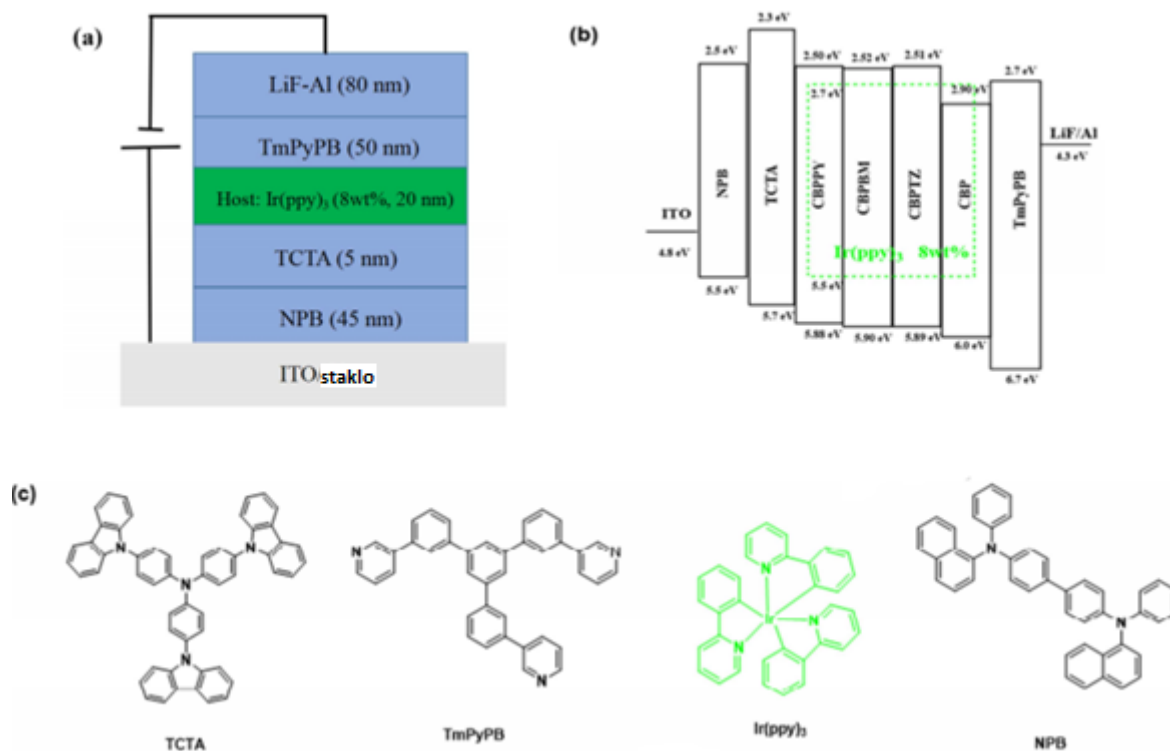 (a)
LiF-Al (80 nm)
TmPyPB (50 nm)
Host: Ir(ppy)₃ (8wt%, 20 nm)
TCTA (5 nm)
NPB (45 nm)
ITO/staklo
(b)
2.3 eV
2.5 eV
2.50 eV
2.52 eV
2.51 eV
2.7 eV
2.7 eV
2.90 eV
LiF/Al
4.3 eV
NPB
TCTA
CBPPY
CBPBM
CBPTZ
CBP
TmPyPB
ITO
4.8 eV
Ir(ppy)₃ 8wt%
5.5 eV
5.5 eV
5.7 eV
5.88 eV
5.90 eV
5.89 eV
6.0 eV
6.7 eV
(c)
N
N
N
N
TCTA
N
N
N
TmPyPB
N
Ir
N
N
Ir(ppy)₃
N
N
NPB